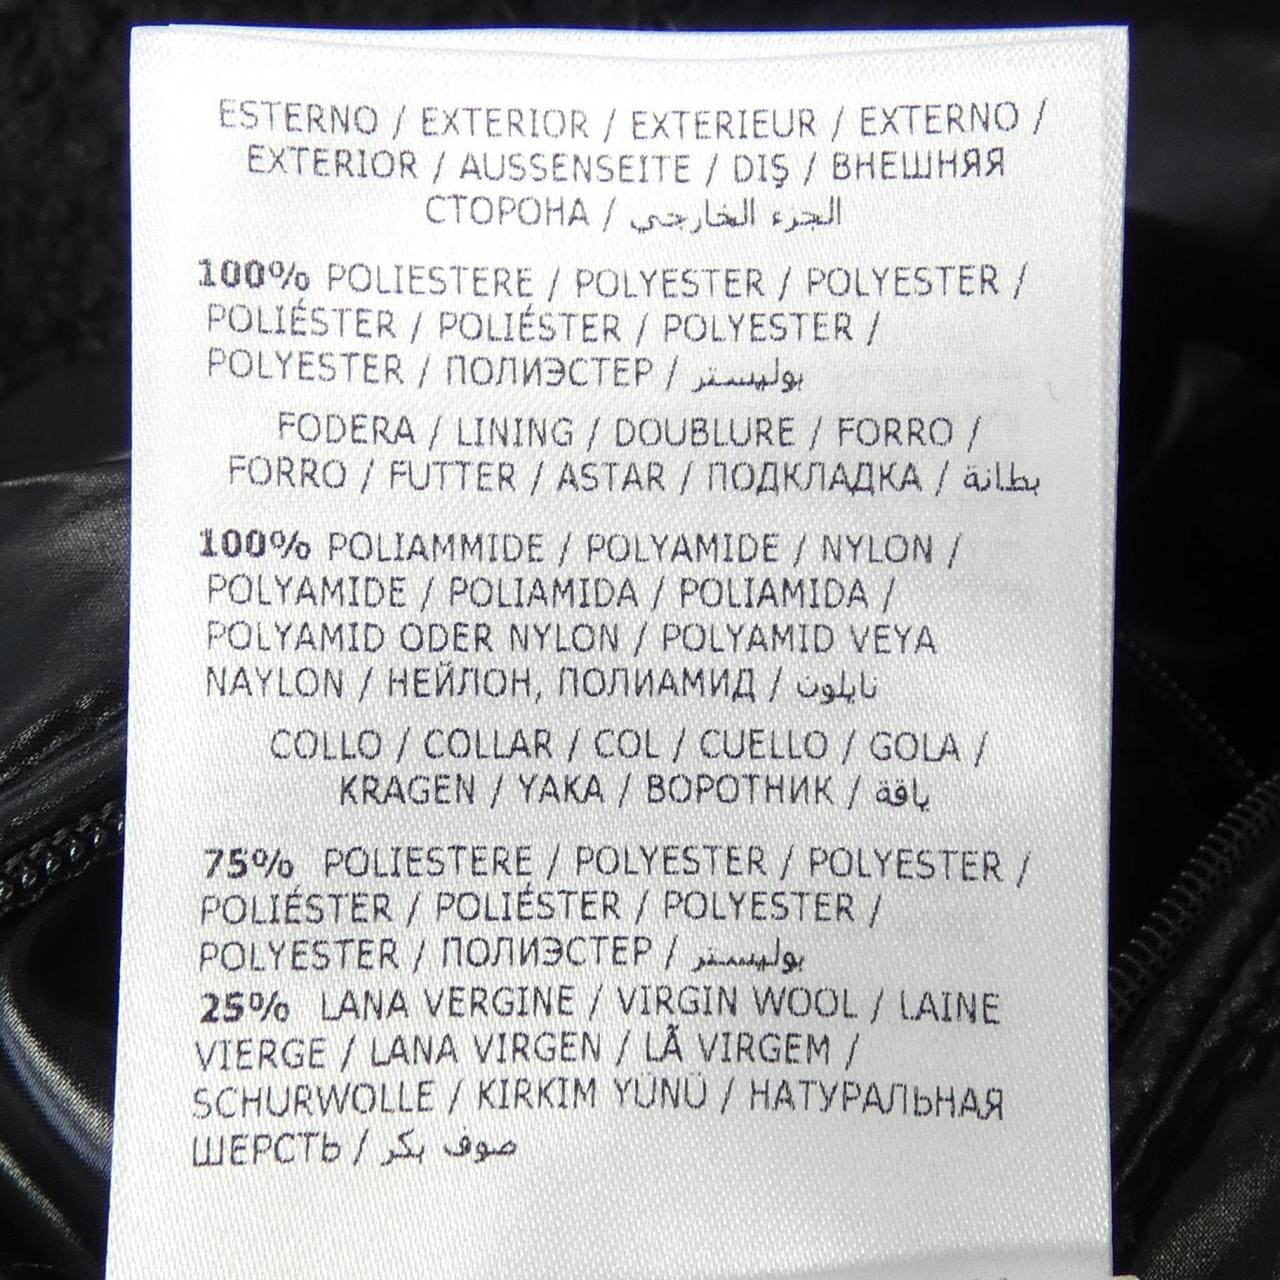 ESTERNO / EXTERIOR / EXTERIEUR / EXTERNO /
EXTERIOR / AUSSENSEITE / DIŞ / ВНЕШНЯЯ
СТОРОНА / الجزء الخارجي
100% POLIESTERE / POLYESTER / POLYESTER /
POLIÉSTER / POLIÉSTER / POLYESTER /
POLYESTER / ПОЛИЭСТЕР / بوليستر
FODERA / LINING / DOUBLURE / FORRO /
FORRO / FUTTER / ASTAR / ПОДКЛАДКА / بطانة
100% POLIAMMIDE / POLYAMIDE / NYLON /
POLYAMIDE / POLIAMIDA / POLIAMIDA /
POLYAMID ODER NYLON / POLYAMID VEYA
NAYLON / НЕЙЛОН, ПОЛИАМИД / نايلون
COLLO / COLLAR / COL / CUELLO / GOLA /
KRAGEN / YAKA / ВОРОТНИК / ياقة
75% POLIESTERE / POLYESTER / POLYESTER /
POLIÉSTER / POLIÉSTER / POLYESTER /
POLYESTER / ПОЛИЭСТЕР / بوليستر
25% LANA VERGINE / VIRGIN WOOL / LAINE
VIERGE / LANA VIRGEN / LÃ VIRGEM /
SCHURWOLLE / KIRKIM YÜNÜ / НАТУРАЛЬНАЯ
ШЕРСТЬ / صوف بكر